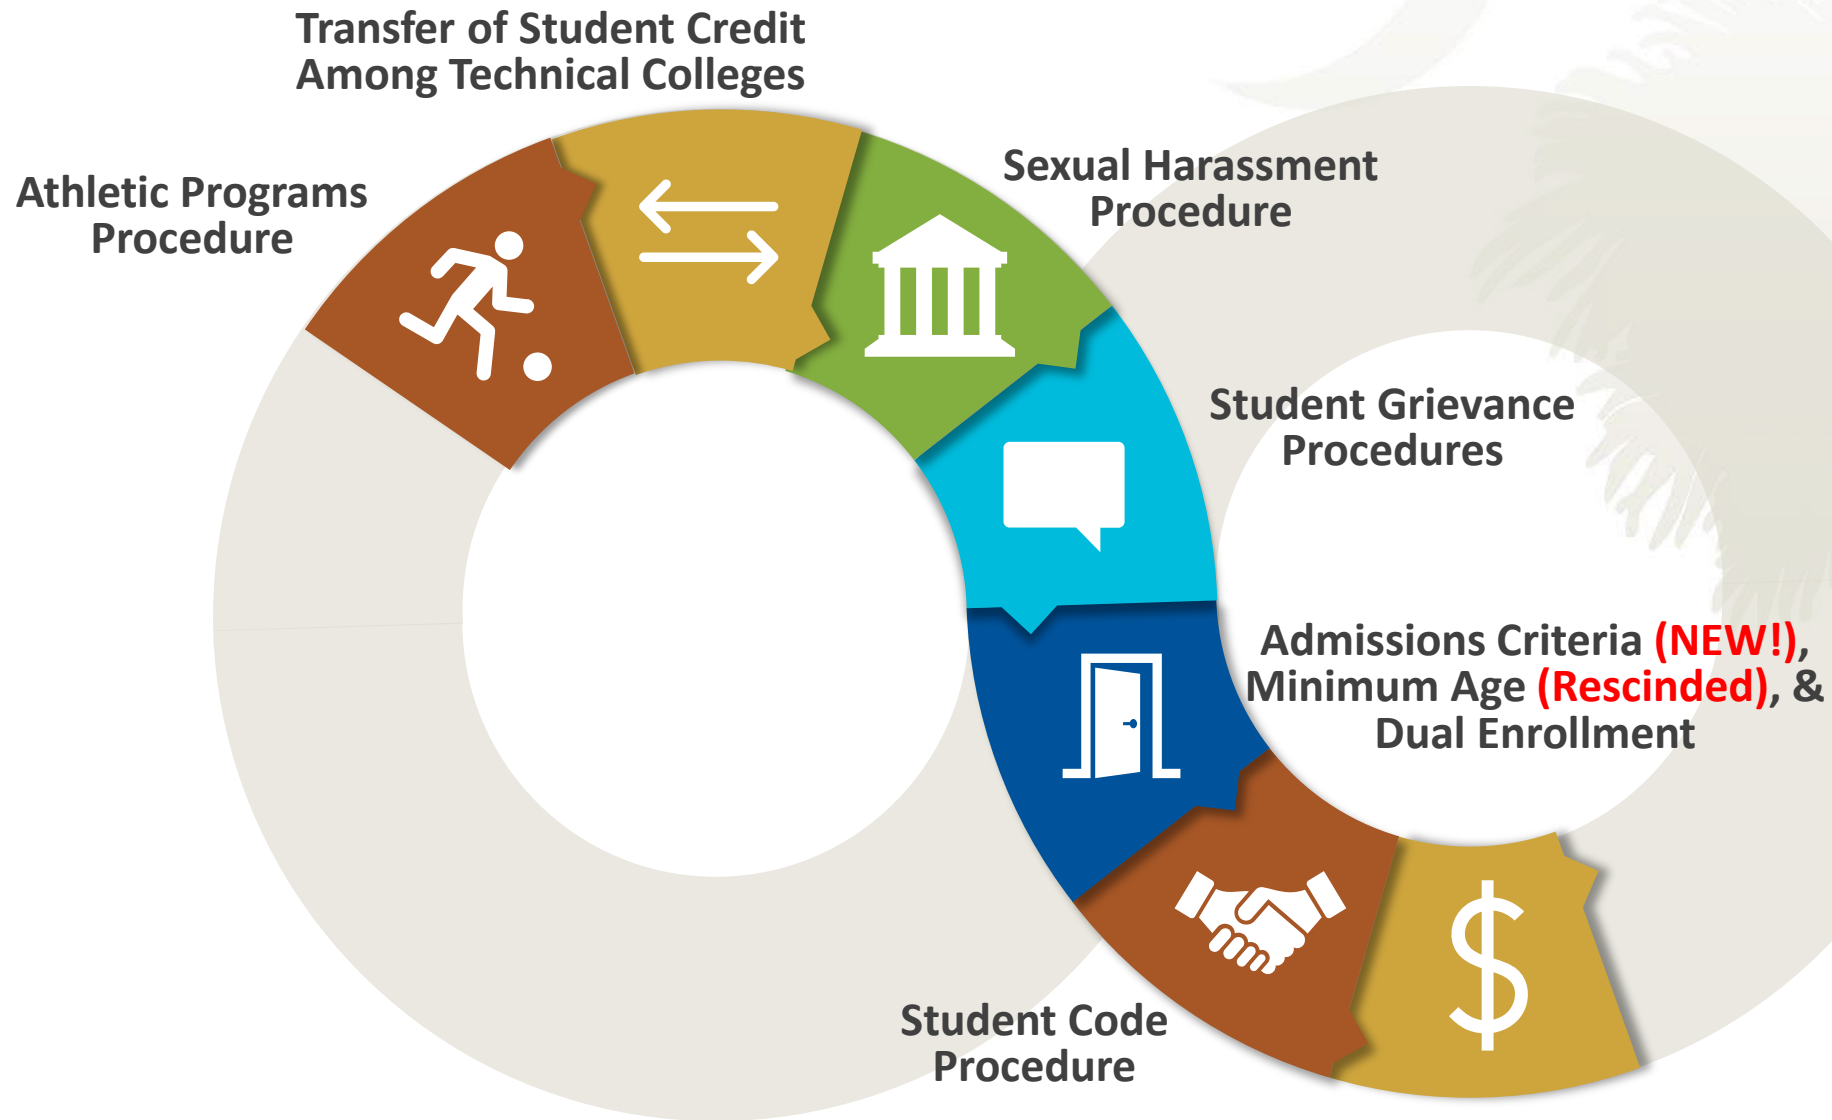 Transfer of Student Credit
Among Technical Colleges
Athletic Programs
Procedure
Sexual Harassment
Procedure
Student Grievance
Procedures
Admissions Criteria (NEW!),
Minimum Age (Rescinded), &
Dual Enrollment
Student Code
Procedure
$